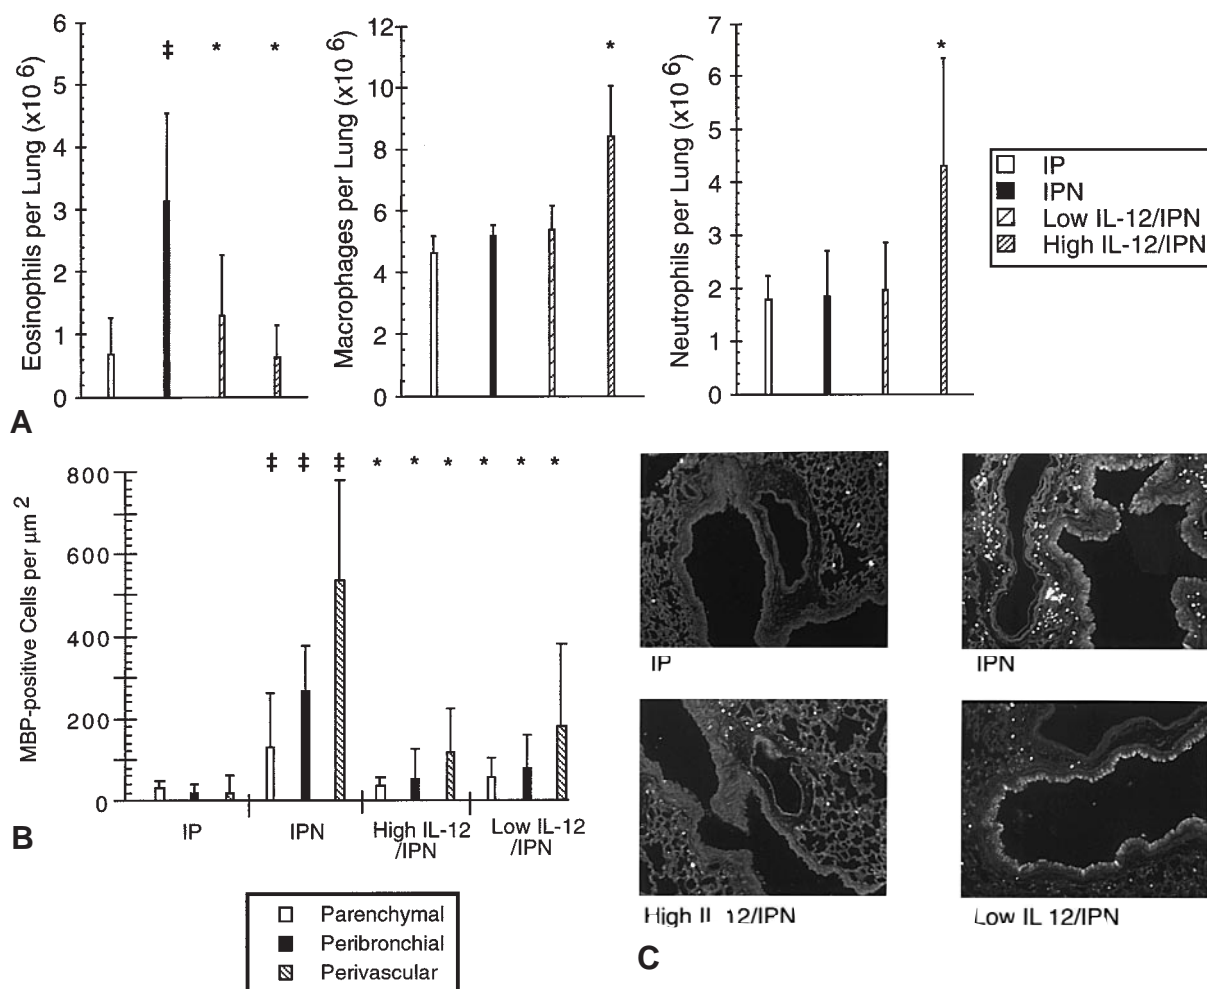 Eosinophils per Lung (x10 6)
6
5
4
3
2
1
0
‡ * *
Macrophages per Lung (x10 6)
12
10
8
6
4
2
0
*
Neutrophils per Lung (x10 6)
7
6
5
4
3
2
1
0
*
IP
IPN
Low IL-12/IPN
High IL-12/IPN
A
MBP-positive Cells per µm 2
800
600
400
200
0
‡ ‡ ‡ * * * * * *
IP
IPN
High IL-12
/IPN
Low IL-12
/IPN
B
Parenchymal
Peribronchial
Perivascular
IP
IPN
High IL 12/IPN
Low IL 12/IPN
C